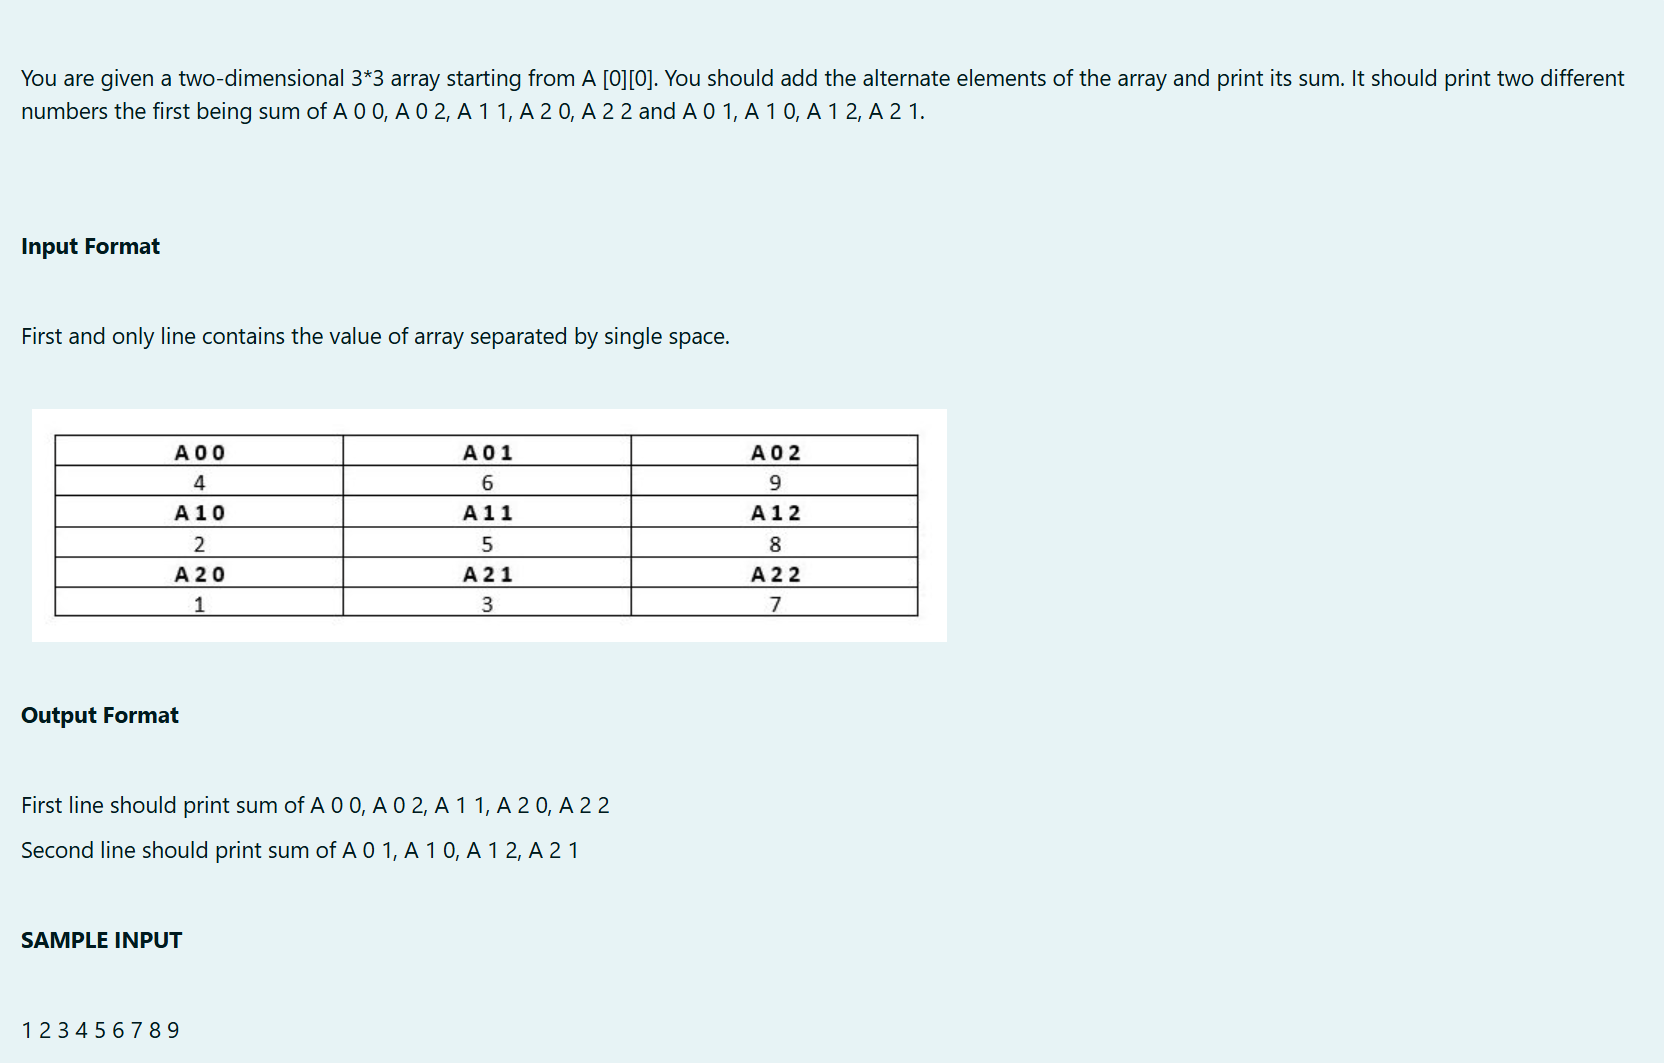 You are given a two-dimensional 3*3 array starting from A [0][0]. You should add the alternate elements of the array and print its sum. It should print two different
numbers the first being sum of A 0 0, A 0 2, A 1 1, A 2 0, A 2 2 and A 0 1, A 1 0, A 1 2, A 2 1.
Input Format
First and only line contains the value of array separated by single space.
A 0 0 A 0 1 A 0 2
4 6 9
A 1 0 A 1 1 A 1 2
2 5 8
A 2 0 A 2 1 A 2 2
1 3 7
Output Format
First line should print sum of A 0 0, A 0 2, A 1 1, A 2 0, A 2 2
Second line should print sum of A 0 1, A 1 0, A 1 2, A 2 1
SAMPLE INPUT
1 2 3 4 5 6 7 8 9